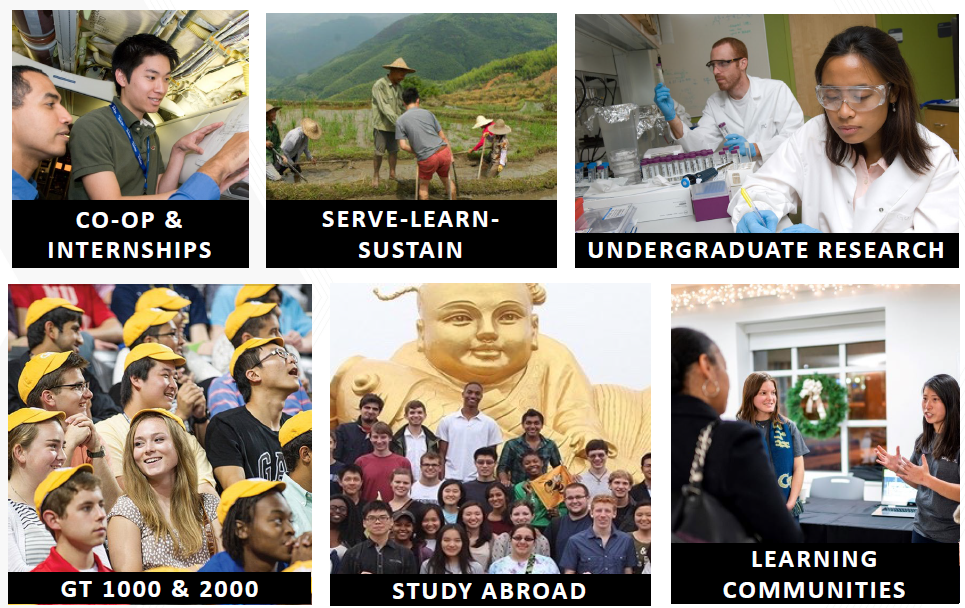 CO-OP &
INTERNSHIPS
SERVE-LEARN-
SUSTAIN
UNDERGRADUATE RESEARCH
GT 1000 & 2000
STUDY ABROAD
LEARNING
COMMUNITIES